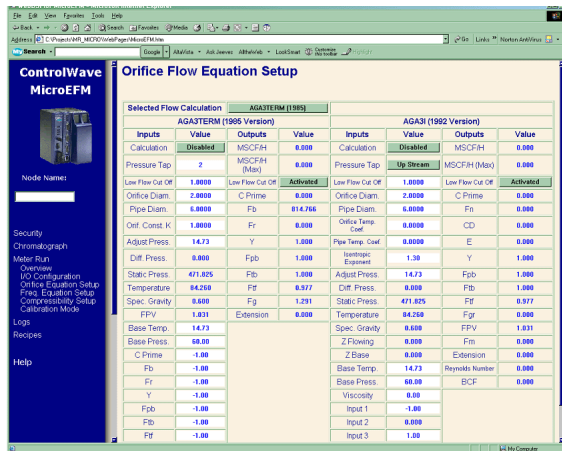 File Edit View Favorites Tools Help
Back Search Favorites Media
Address C:\Projects\MR_MICRO\WebPages\MicroEFM.htm Go Links Norton AntiVirus
My Search Google AltaVista Ask Jeeves AlltheWeb LookSmart Customize this toolbar Highlight
ControlWave
MicroEFM
Node Name:
Security
Chromatograph
Meter Run
Overview
I/O Configuration
Orifice Equation Setup
Freq. Equation Setup
Compressibility Setup
Calibration Mode
Logs
Recipes
Help
Orifice Flow Equation Setup
Selected Flow Calculation AGA3TERM (1985)
AGA3TERM (1985 Version) AGA3I (1992 Version)
Inputs Value Outputs Value Inputs Value Outputs Value
Calculation Disabled MSCF/H 0.000 Calculation Disabled MSCF/H 0.000
Pressure Tap 2 MSCF/H (Max) 0.000 Pressure Tap Up Stream MSCF/H (Max) 0.000
Low Flow Cut Off 1.0000 Low Flow Cut Off Activated Low Flow Cut Off 1.0000 Low Flow Cut Off Activated
Orifice Diam. 2.0000 C Prime 0.000 Orifice Diam. 2.0000 C Prime 0.000
Pipe Diam. 6.0000 Fb 814.766 Pipe Diam. 6.0000 Fn 0.000
Orif. Const. K 1.0000 Fr 0.000 Orifice Temp. Coef. 0.0000 CD 0.000
Adjust Press. 14.73 Y 1.000 Pipe Temp. Coef. 0.0000 E 0.000
Diff. Press. 0.000 Fpb 1.000 Isentropic Exponent 1.30 Y 1.000
Static Press. 471.825 Ftb 1.000 Adjust Press. 14.73 Fpb 1.000
Temperature 84.260 Ftf 0.977 Diff. Press. 0.000 Ftb 1.000
Spec. Gravity 0.600 Fg 1.291 Static Press. 471.825 Ftf 0.977
FPV 1.031 Extension 0.000 Temperature 84.260 Fgr 0.000
Base Temp. 14.73 Spec. Gravity 0.600 FPV 1.031
Base Press. 60.00 Z Flowing 0.000 Fm 0.000
C Prime -1.00 Z Base 0.000 Extension 0.000
Fb -1.00 Base Temp. 14.73 Reynolds Number 0.000
Fr -1.00 Base Press. 60.00 BCF 0.000
Y -1.00 Viscosity 0.00
Fpb -1.00 Input 1 -1.00
Ftb -1.00 Input 2 0.000
Ftf -1.00 Input 3 1.00
My Computer